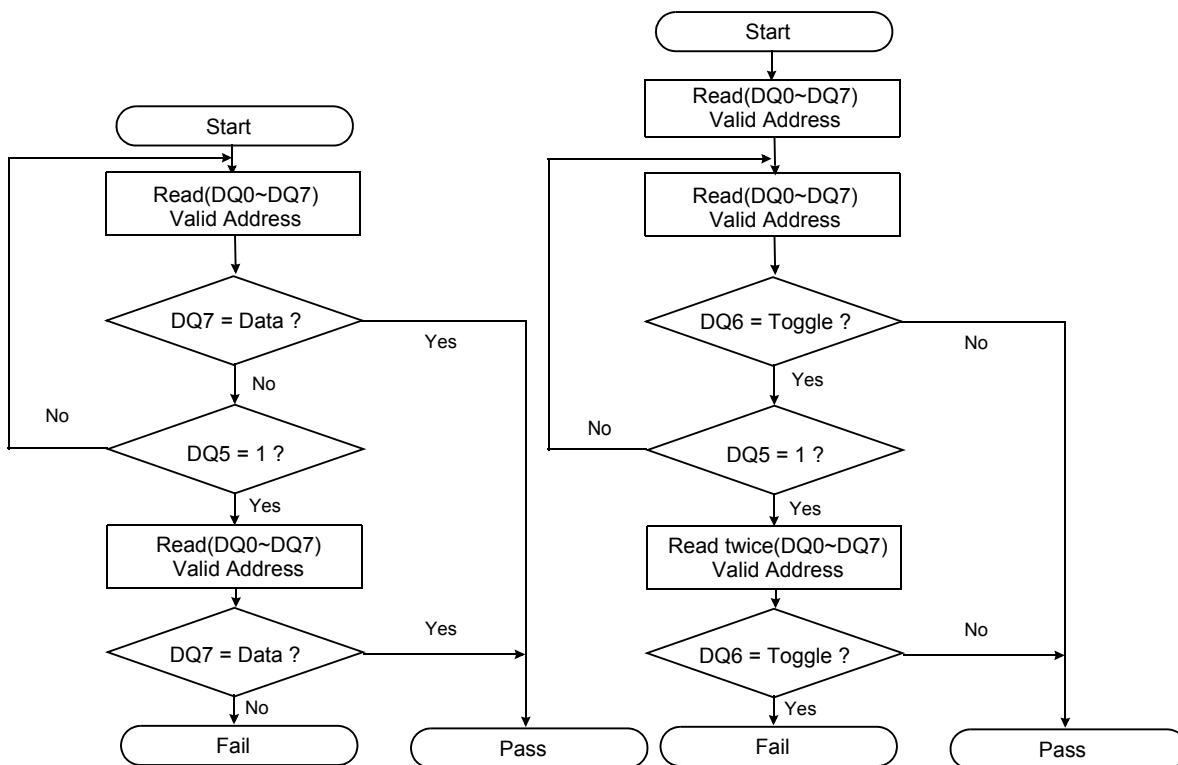 Start
Read(DQ0~DQ7)
Valid Address
DQ7 = Data ?
Yes
No
No
DQ5 = 1 ?
Yes
Read(DQ0~DQ7)
Valid Address
DQ7 = Data ?
Yes
No
Fail
Pass
Start
Read(DQ0~DQ7)
Valid Address
Read(DQ0~DQ7)
Valid Address
DQ6 = Toggle ?
No
Yes
No
DQ5 = 1 ?
Yes
Read twice(DQ0~DQ7)
Valid Address
DQ6 = Toggle ?
No
Yes
Fail
Pass